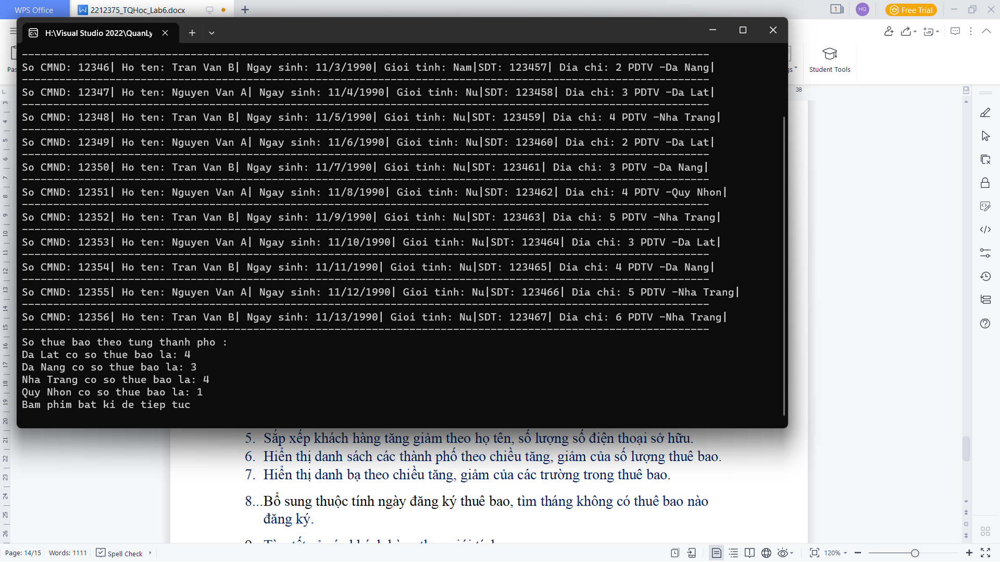 WPS Office
2212375_TQHoc_Lab6.docx
1
HQ
Free Trial
H:\Visual Studio 2022\QuanLy
Student Tools
38
So CMND: 12346| Ho ten: Tran Van B| Ngay sinh: 11/3/1990| Gioi tinh: Nam|SDT: 123457| Dia chi: 2 PDTV -Da Nang|
So CMND: 12347| Ho ten: Nguyen Van A| Ngay sinh: 11/4/1990| Gioi tinh: Nu|SDT: 123458| Dia chi: 3 PDTV -Da Lat|
So CMND: 12348| Ho ten: Tran Van B| Ngay sinh: 11/5/1990| Gioi tinh: Nu|SDT: 123459| Dia chi: 4 PDTV -Nha Trang|
So CMND: 12349| Ho ten: Nguyen Van A| Ngay sinh: 11/6/1990| Gioi tinh: Nu|SDT: 123460| Dia chi: 2 PDTV -Da Lat|
So CMND: 12350| Ho ten: Tran Van B| Ngay sinh: 11/7/1990| Gioi tinh: Nu|SDT: 123461| Dia chi: 3 PDTV -Da Nang|
So CMND: 12351| Ho ten: Nguyen Van A| Ngay sinh: 11/8/1990| Gioi tinh: Nu|SDT: 123462| Dia chi: 4 PDTV -Quy Nhon|
So CMND: 12352| Ho ten: Tran Van B| Ngay sinh: 11/9/1990| Gioi tinh: Nu|SDT: 123463| Dia chi: 5 PDTV -Nha Trang|
So CMND: 12353| Ho ten: Nguyen Van A| Ngay sinh: 11/10/1990| Gioi tinh: Nu|SDT: 123464| Dia chi: 3 PDTV -Da Lat|
So CMND: 12354| Ho ten: Tran Van B| Ngay sinh: 11/11/1990| Gioi tinh: Nu|SDT: 123465| Dia chi: 4 PDTV -Da Nang|
So CMND: 12355| Ho ten: Nguyen Van A| Ngay sinh: 11/12/1990| Gioi tinh: Nu|SDT: 123466| Dia chi: 5 PDTV -Nha Trang|
So CMND: 12356| Ho ten: Tran Van B| Ngay sinh: 11/13/1990| Gioi tinh: Nu|SDT: 123467| Dia chi: 6 PDTV -Nha Trang|
So thue bao theo tung thanh pho :
Da Lat co so thue bao la: 4
Da Nang co so thue bao la: 3
Nha Trang co so thue bao la: 4
Quy Nhon co so thue bao la: 1
Bam phim bat ki de tiep tuc
5. Sắp xếp khách hàng tăng giảm theo họ tên, số lượng số điện thoại sở hữu.
6. Hiển thị danh sách các thành phố theo chiều tăng, giảm của số lượng thuê bao.
7. Hiển thị danh bạ theo chiều tăng, giảm của các trường trong thuê bao.
8...Bổ sung thuộc tính ngày đăng ký thuê bao, tìm tháng không có thuê bao nào
đăng ký.
Page: 14/15 Words: 1111 Spell Check 120%